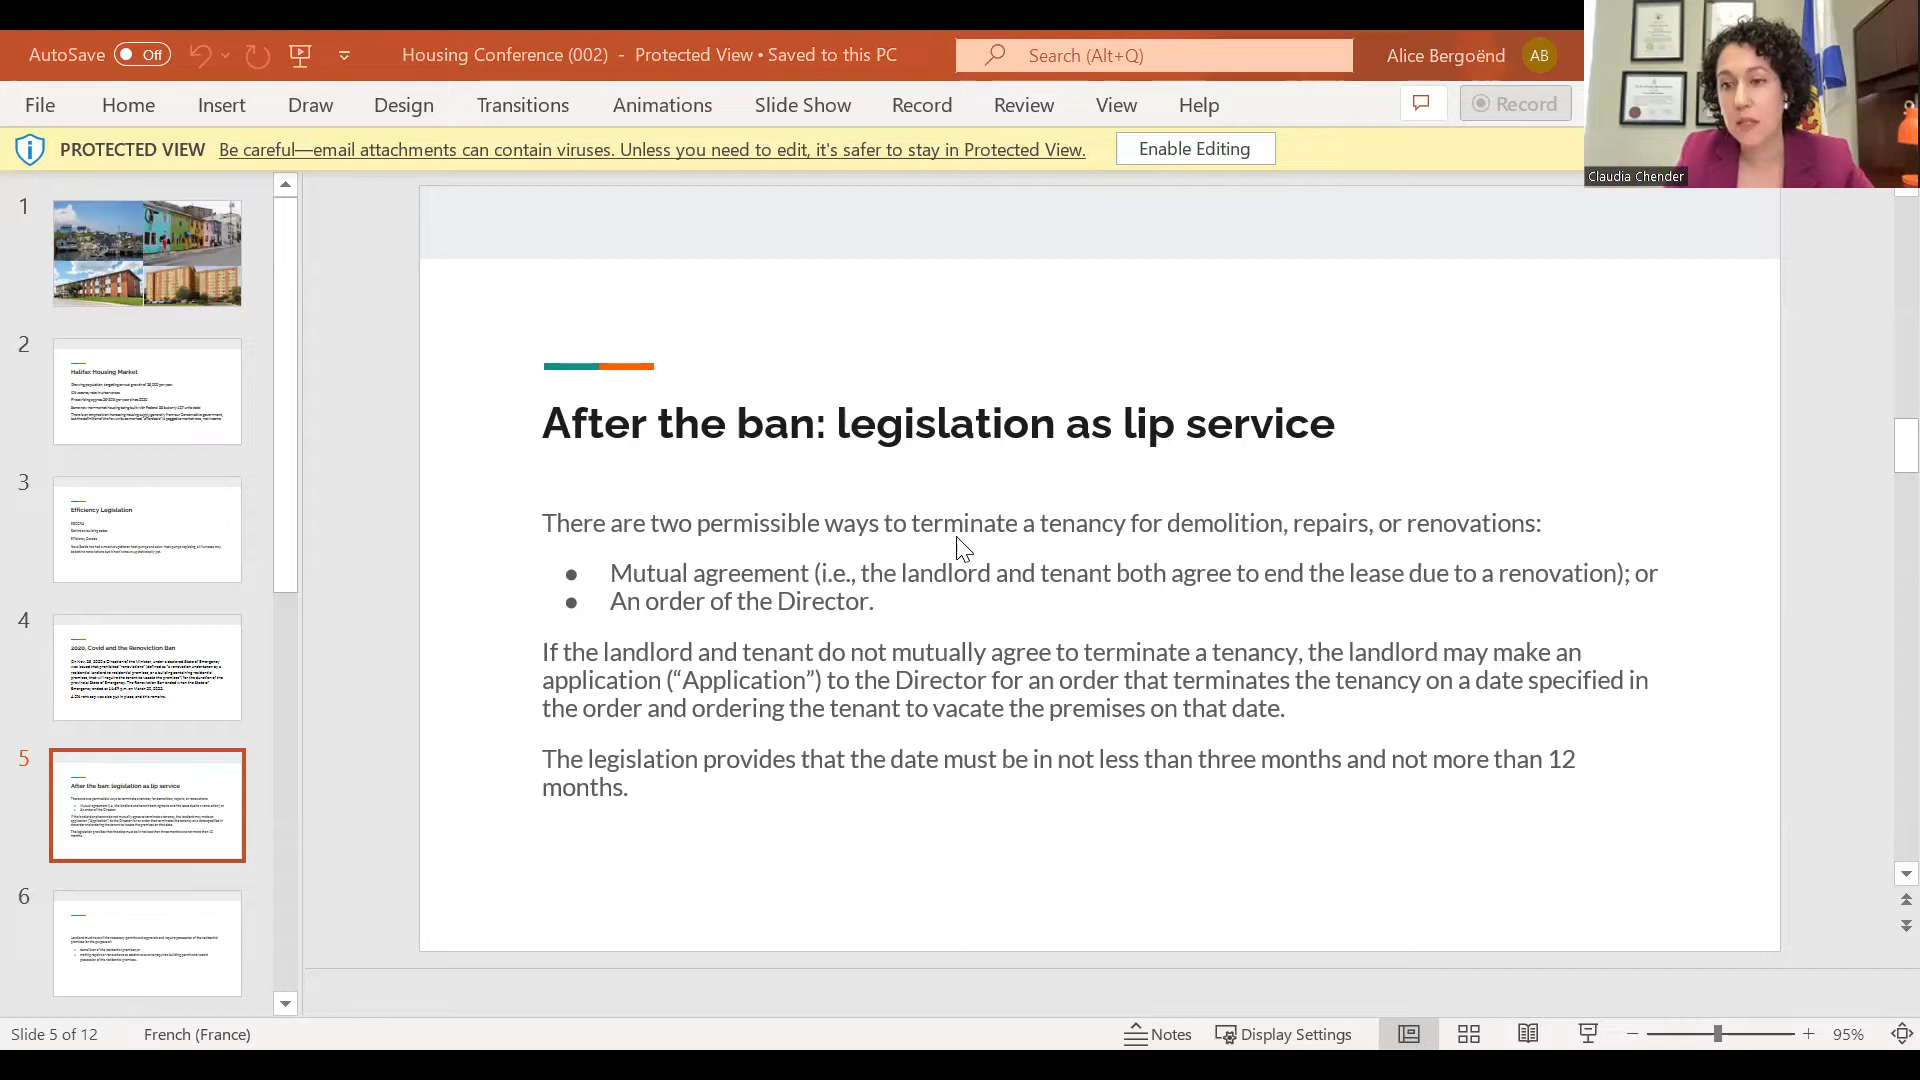 AutoSave Off
Housing Conference (002) - Protected View • Saved to this PC
Search (Alt+Q)
Alice Bergoënd AB
File Home Insert Draw Design Transitions Animations Slide Show Record Review View Help
Record
PROTECTED VIEW Be careful—email attachments can contain viruses. Unless you need to edit, it's safer to stay in Protected View.
Enable Editing
Claudia Chender
1
2
Halifax Housing Market
3
Efficiency Legislation
Efficiency Canada
4
2020, Covid and the Renoviction Ban
5
After the ban: legislation as lip service
6
After the ban: legislation as lip service
There are two permissible ways to terminate a tenancy for demolition, repairs, or renovations:
● Mutual agreement (i.e., the landlord and tenant both agree to end the lease due to a renovation); or
● An order of the Director.
If the landlord and tenant do not mutually agree to terminate a tenancy, the landlord may make an
application (“Application”) to the Director for an order that terminates the tenancy on a date specified in
the order and ordering the tenant to vacate the premises on that date.
The legislation provides that the date must be in not less than three months and not more than 12
months.
Slide 5 of 12
French (France)
Notes
Display Settings
95%